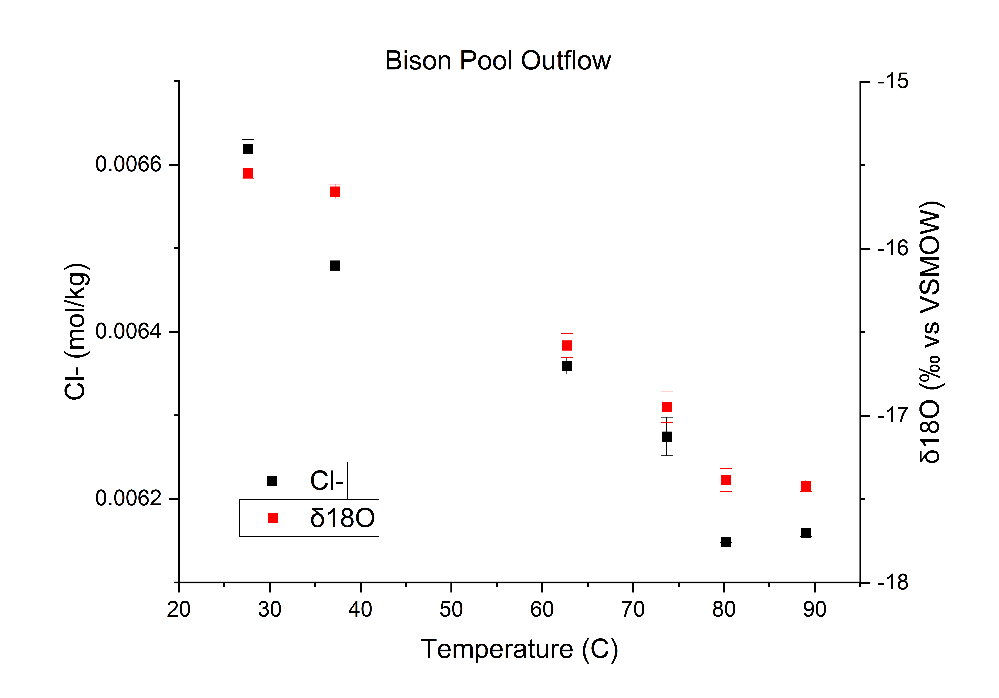 Bison Pool Outflow
Cl- (mol/kg)
0.0066
0.0064
0.0062
-15
-16
-17
-18
δ18O (‰ vs VSMOW)
Cl-
δ18O
20 30 40 50 60 70 80 90
Temperature (C)